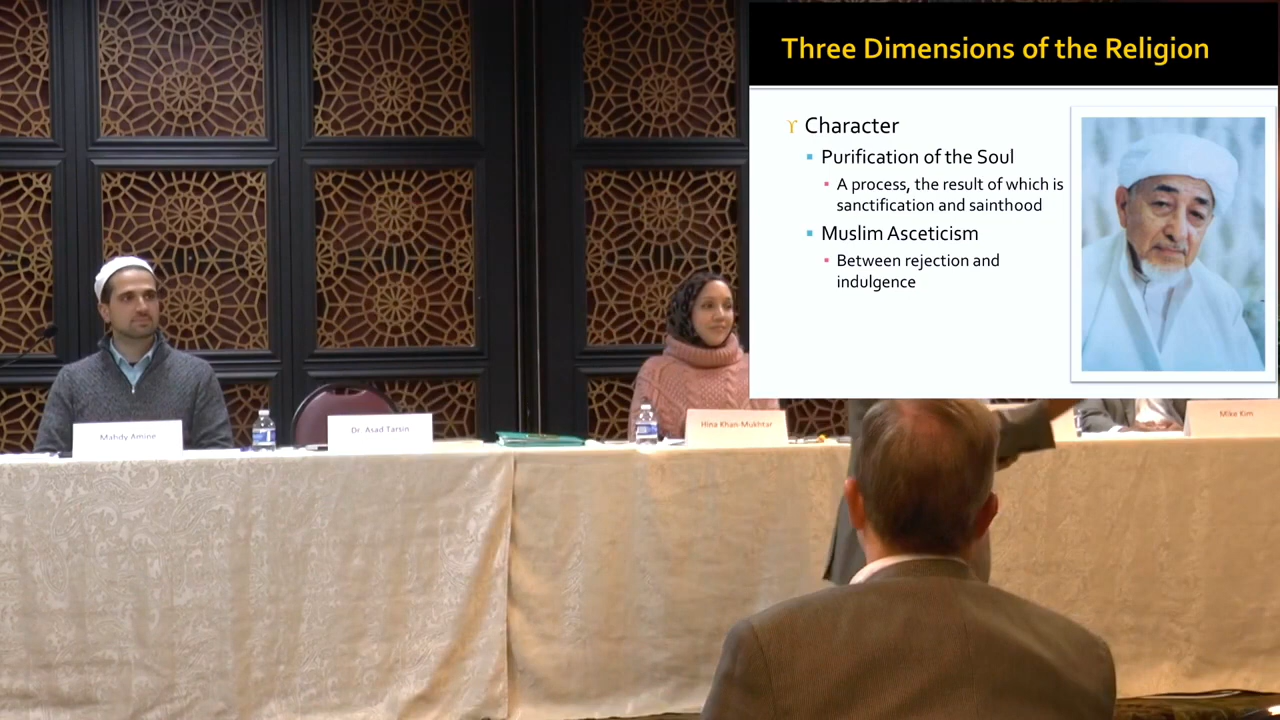 Three Dimensions of the Religion
Character
Purification of the Soul
A process, the result of which is
sanctification and sainthood
Muslim Asceticism
Between rejection and
indulgence
Mahdy Amine
Dr. Asad Tarsin
Hina Khan-Mukhtar
Mike Kim